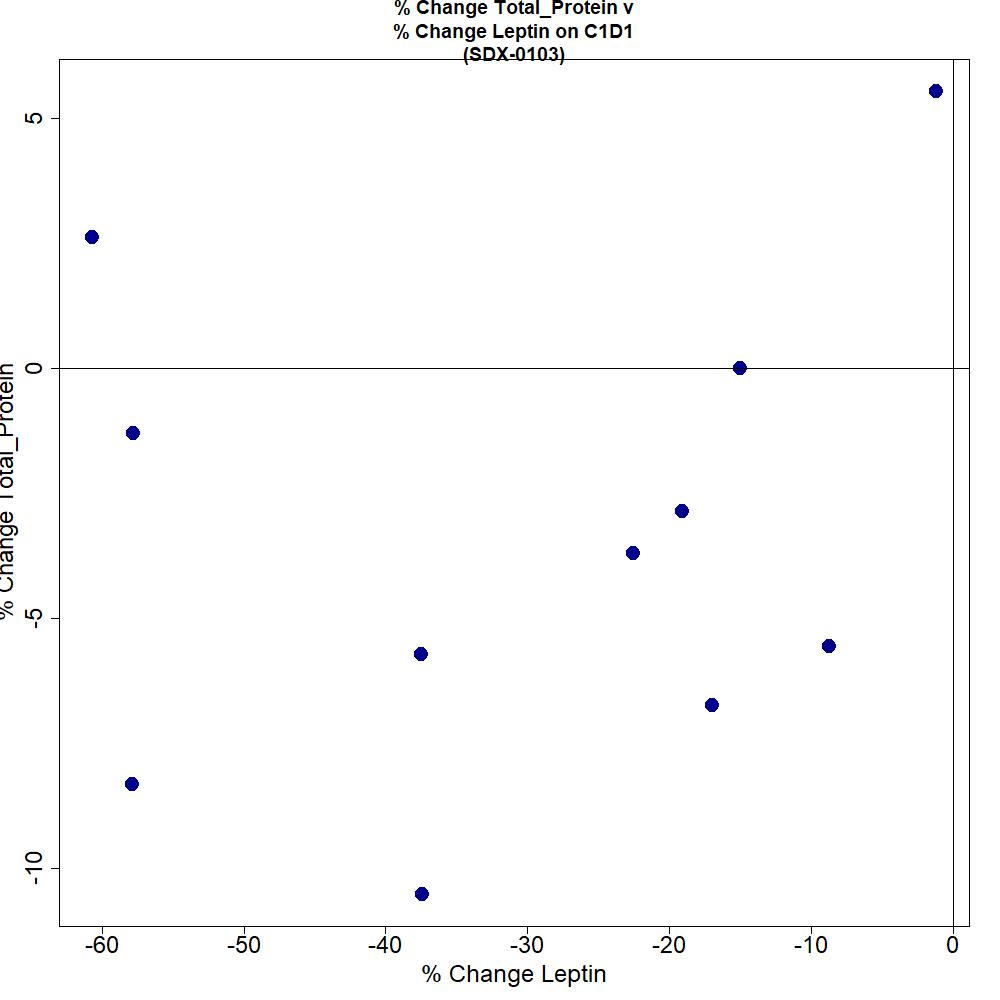 % Change Total_Protein v
% Change Leptin on C1D1
(SDX-0103)
% Change Total_Protein
5
0
-5
-10
-60 -50 -40 -30 -20 -10 0
% Change Leptin